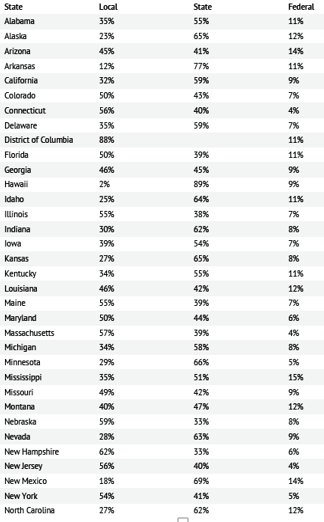 State Local State Federal
Alabama 35% 55% 11%
Alaska 23% 65% 12%
Arizona 45% 41% 14%
Arkansas 12% 77% 11%
California 32% 59% 9%
Colorado 50% 43% 7%
Connecticut 56% 40% 4%
Delaware 35% 59% 7%
District of Columbia 88% 11%
Florida 50% 39% 11%
Georgia 46% 45% 9%
Hawaii 2% 89% 9%
Idaho 25% 64% 11%
Illinois 55% 38% 7%
Indiana 30% 62% 8%
Iowa 39% 54% 7%
Kansas 27% 65% 8%
Kentucky 34% 55% 11%
Louisiana 46% 42% 12%
Maine 55% 39% 7%
Maryland 50% 44% 6%
Massachusetts 57% 39% 4%
Michigan 34% 58% 8%
Minnesota 29% 66% 5%
Mississippi 35% 51% 15%
Missouri 49% 42% 9%
Montana 40% 47% 12%
Nebraska 59% 33% 8%
Nevada 28% 63% 9%
New Hampshire 62% 33% 6%
New Jersey 56% 40% 4%
New Mexico 18% 69% 14%
New York 54% 41% 5%
North Carolina 27% 62% 12%